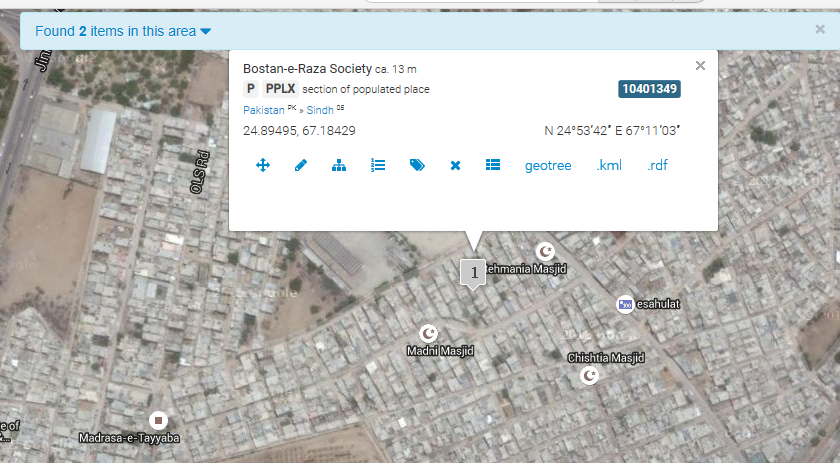 Found 2 items in this area
Bostan-e-Raza Society ca. 13 m
P PPLX section of populated place 10401349
Pakistan PK » Sindh 05
24.89495, 67.18429 N 24°53'42" E 67°11'03"
geotree .kml .rdf
OLS Rd
1
ehmania Masjid
esahulat
Madni Masjid
Chishtia Masjid
e of
Madrasa-e-Tayyaba